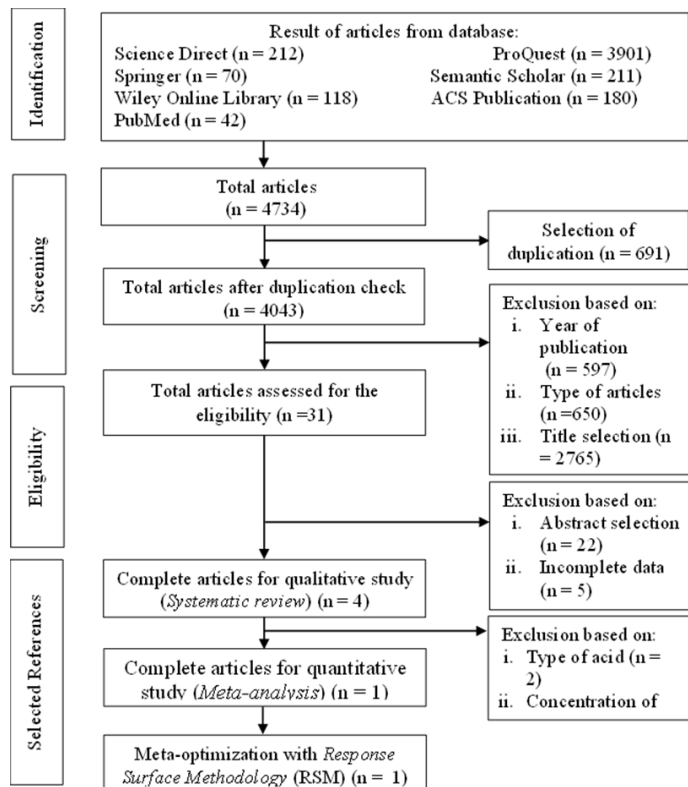 Identification
Result of articles from database:
Science Direct (n = 212)
Springer (n = 70)
Wiley Online Library (n = 118)
PubMed (n = 42)
ProQuest (n = 3901)
Semantic Scholar (n = 211)
ACS Publication (n = 180)
Screening
Total articles
(n = 4734)
Selection of
duplication (n = 691)
Total articles after duplication check
(n = 4043)
Exclusion based on:
i. Year of
publication
(n = 597)
ii. Type of articles
(n =650)
iii. Title selection (n
= 2765)
Eligibility
Total articles assessed for the
eligibility (n =31)
Exclusion based on:
i. Abstract selection
(n = 22)
ii. Incomplete data
(n = 5)
Selected References
Complete articles for qualitative study
(Systematic review) (n = 4)
Exclusion based on:
i. Type of acid (n =
2)
ii. Concentration of
Complete articles for quantitative
study (Meta-analysis) (n = 1)
Meta-optimization with Response
Surface Methodology (RSM) (n = 1)